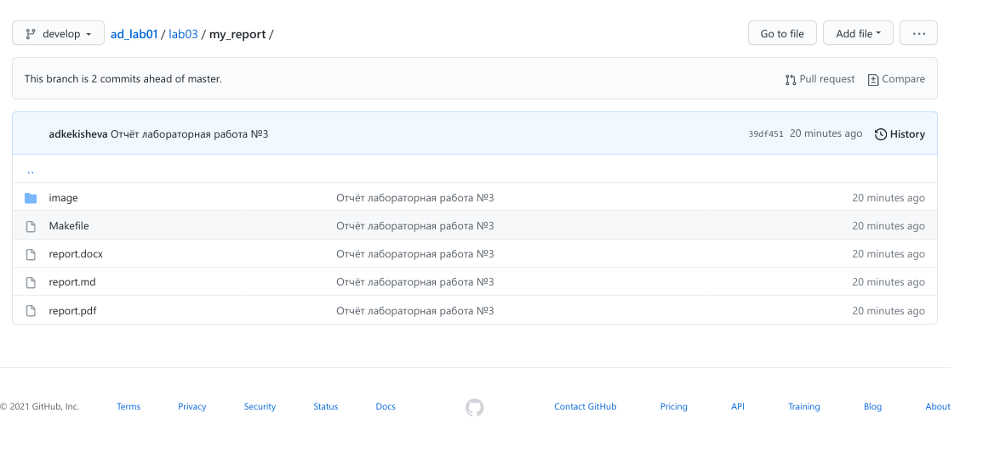 develop ad_lab01 / lab03 / my_report / Go to file Add file ...
This branch is 2 commits ahead of master. Pull request Compare
adkekisheva Отчёт лабораторная работа №3 39df451 20 minutes ago History
..
image Отчёт лабораторная работа №3 20 minutes ago
Makefile Отчёт лабораторная работа №3 20 minutes ago
report.docx Отчёт лабораторная работа №3 20 minutes ago
report.md Отчёт лабораторная работа №3 20 minutes ago
report.pdf Отчёт лабораторная работа №3 20 minutes ago
© 2021 GitHub, Inc. Terms Privacy Security Status Docs Contact GitHub Pricing API Training Blog About